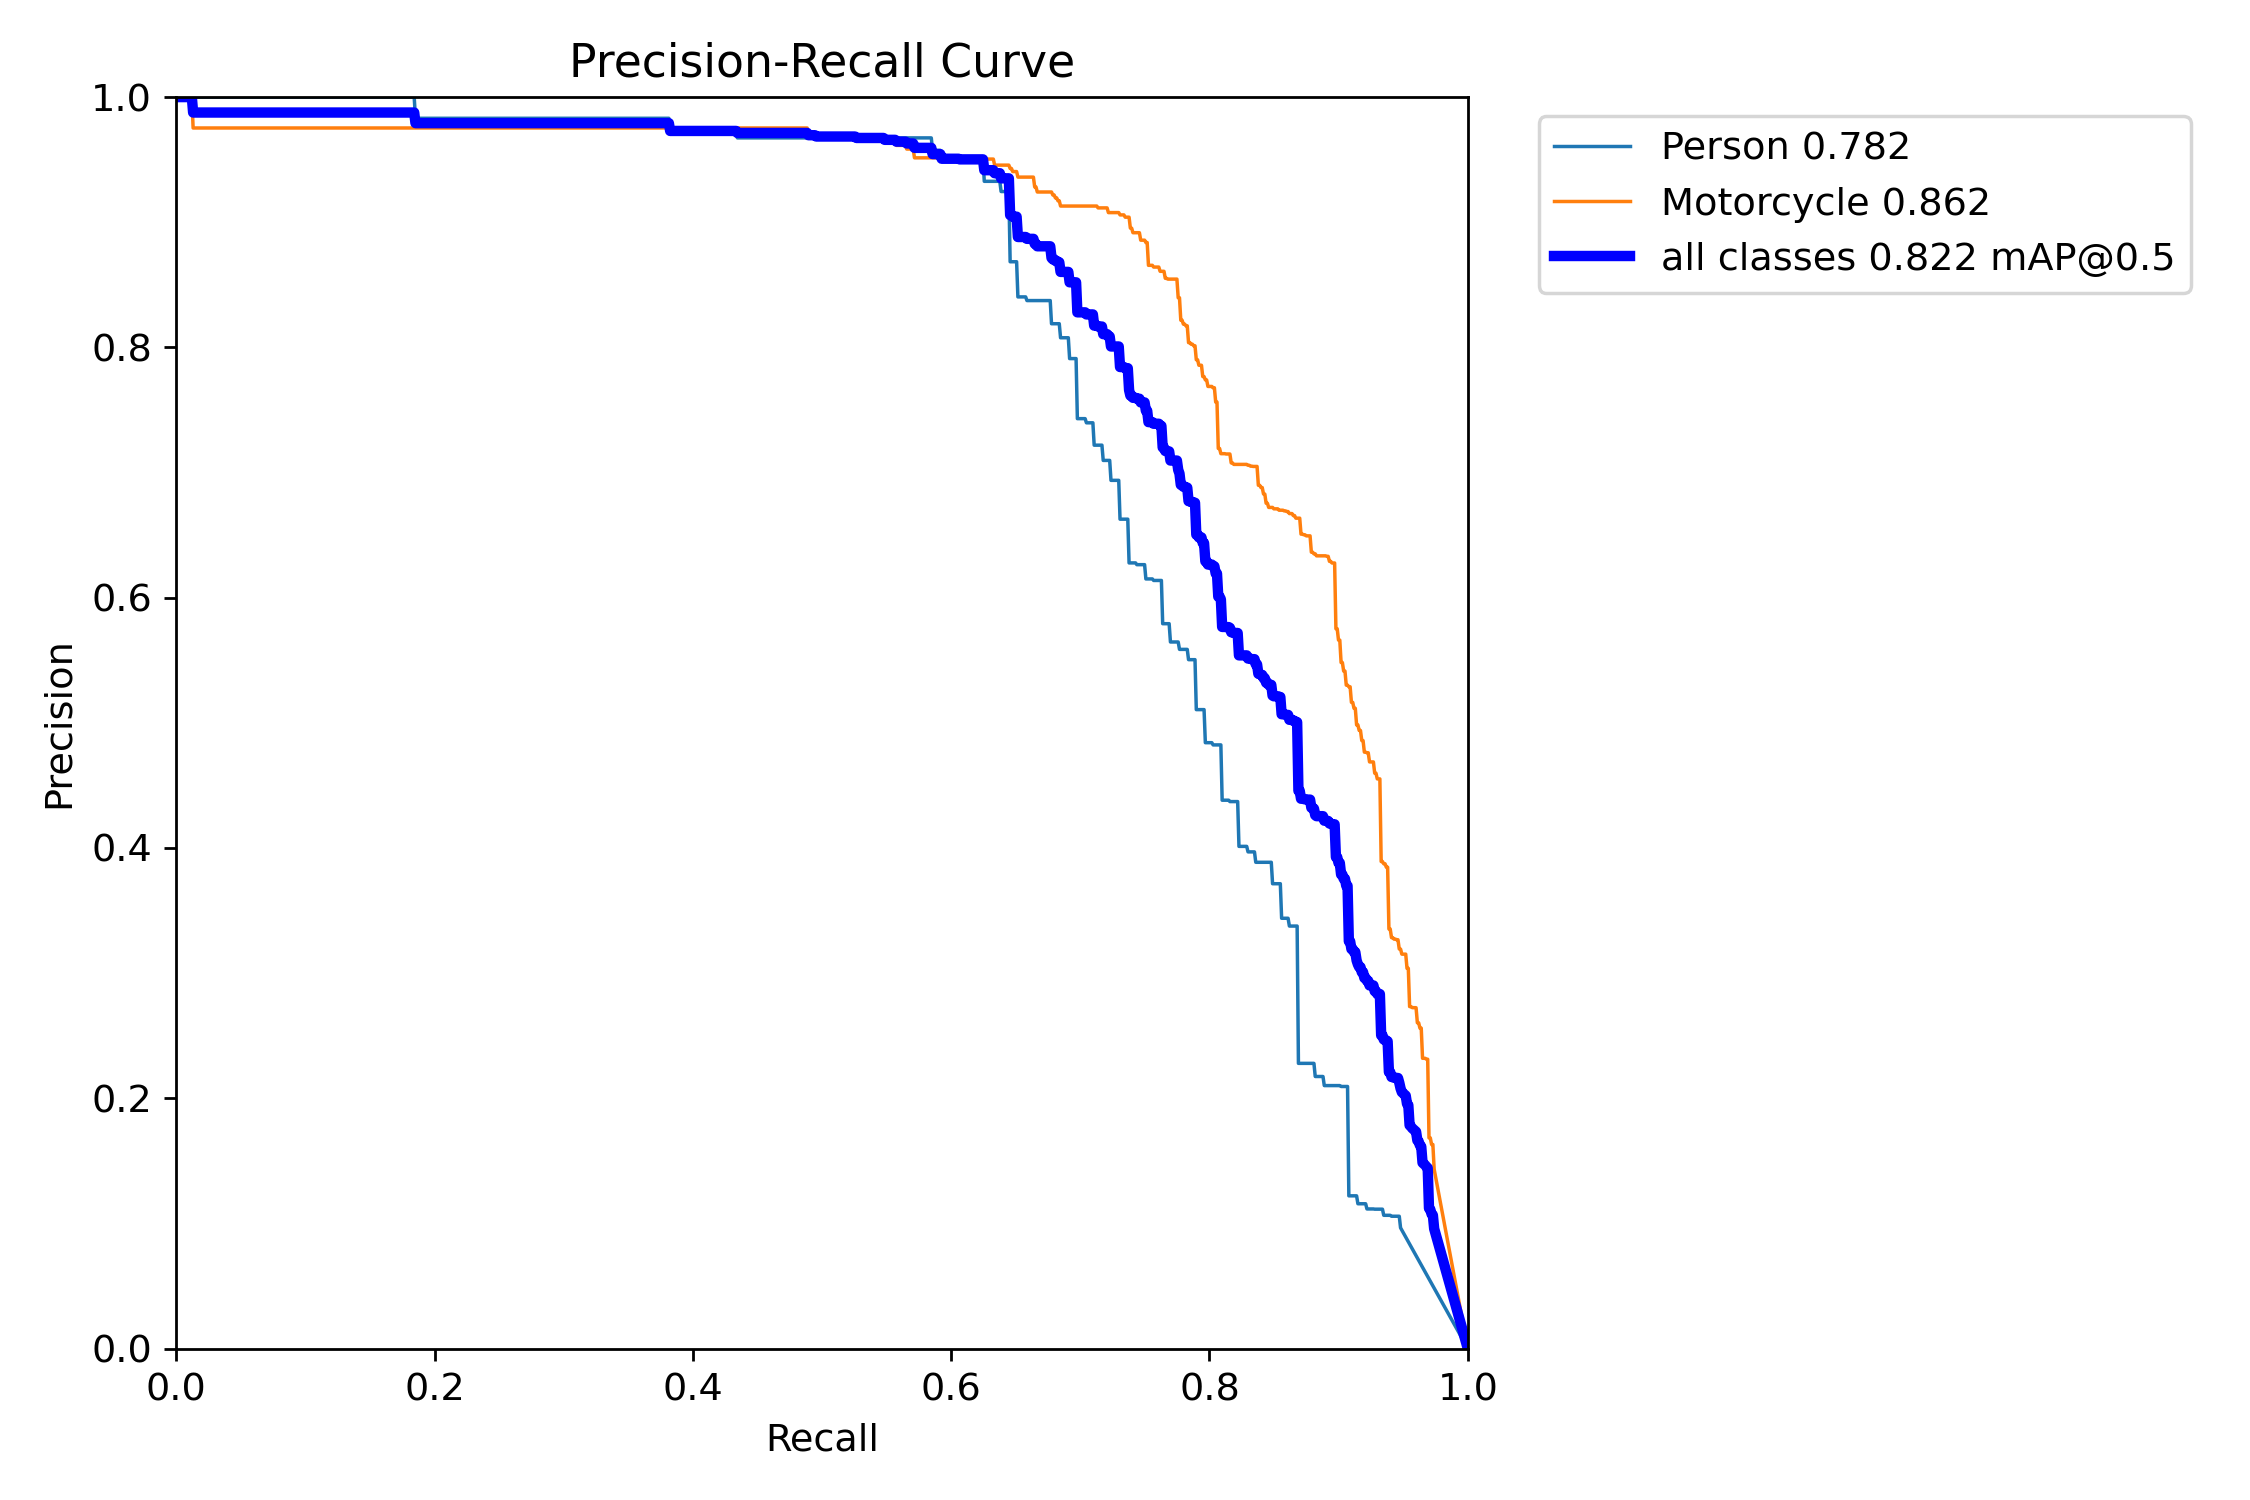 Precision-Recall Curve
1.0
0.8
0.6
0.4
0.2
0.0
Precision
0.0 0.2 0.4 0.6 0.8 1.0
Recall
Person 0.782
Motorcycle 0.862
all classes 0.822 mAP@0.5